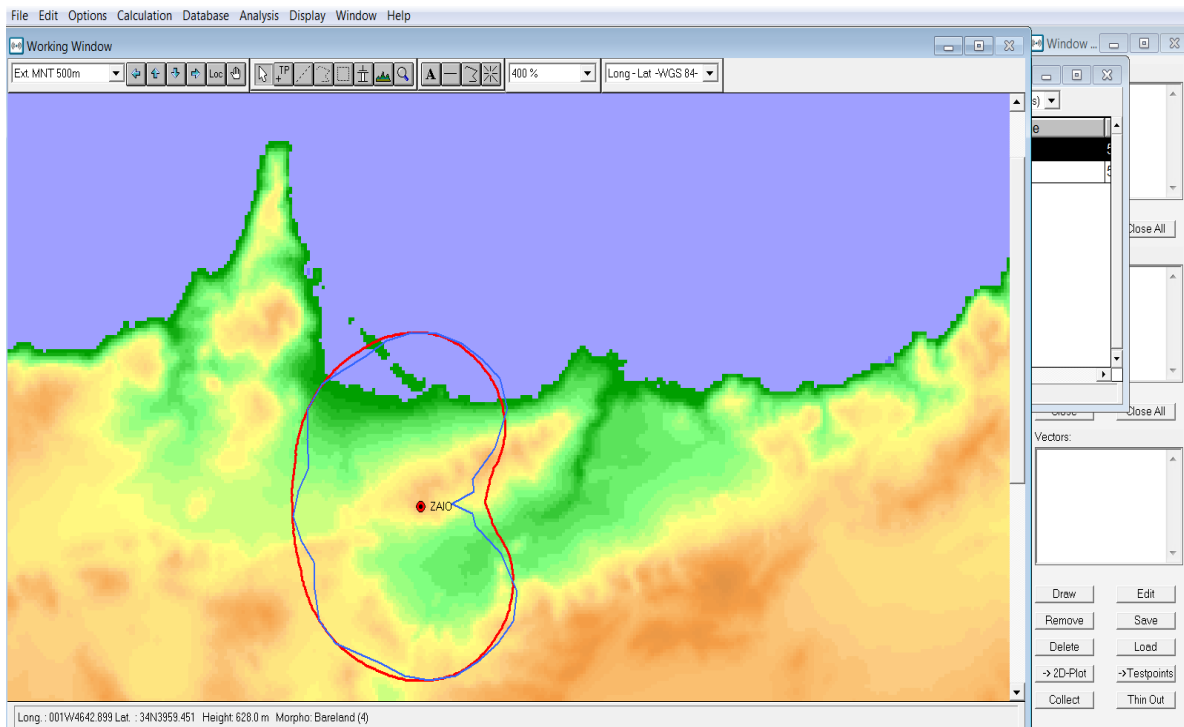 File Edit Options Calculation Database Analysis Display Window Help
Working Window
Window ...
Ext. MNT 500m
Loc
TP
A
400 %
Long - Lat -WGS 84-
s)
e
Close All
Close All
Vectors:
ZAIO
Draw Edit
Remove Save
Delete Load
-> 2D-Plot ->Testpoints
Collect Thin Out
Long. : 001W4642.899 Lat. : 34N3959.451 Height: 628.0 m Morpho: Bareland (4)